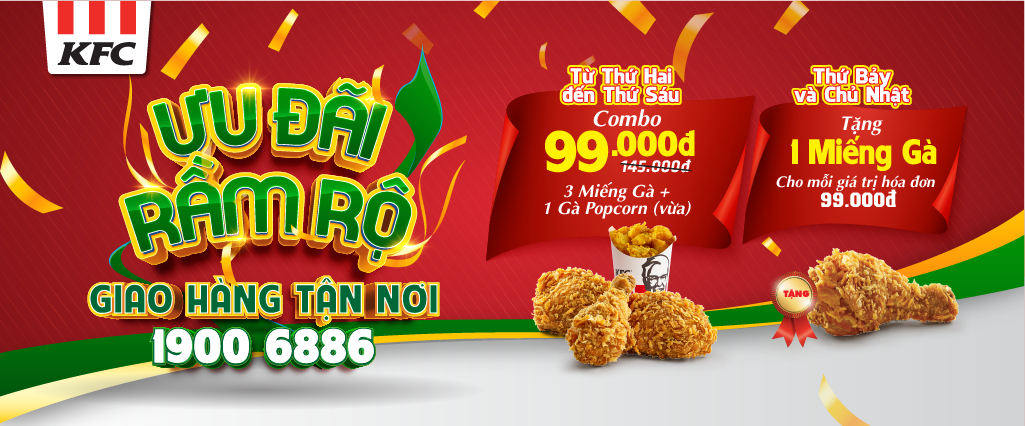 KFC
ƯU ĐÃI
RẦM RỘ
GIAO HÀNG TẬN NƠI
1900 6886
Từ Thứ Hai
đến Thứ Sáu
Combo
99.000đ
145.000đ
3 Miếng Gà +
1 Gà Popcorn (vừa)
KFC
Thứ Bảy
và Chủ Nhật
Tặng
1 Miếng Gà
Cho mỗi giá trị hóa đơn
99.000đ
TẶNG